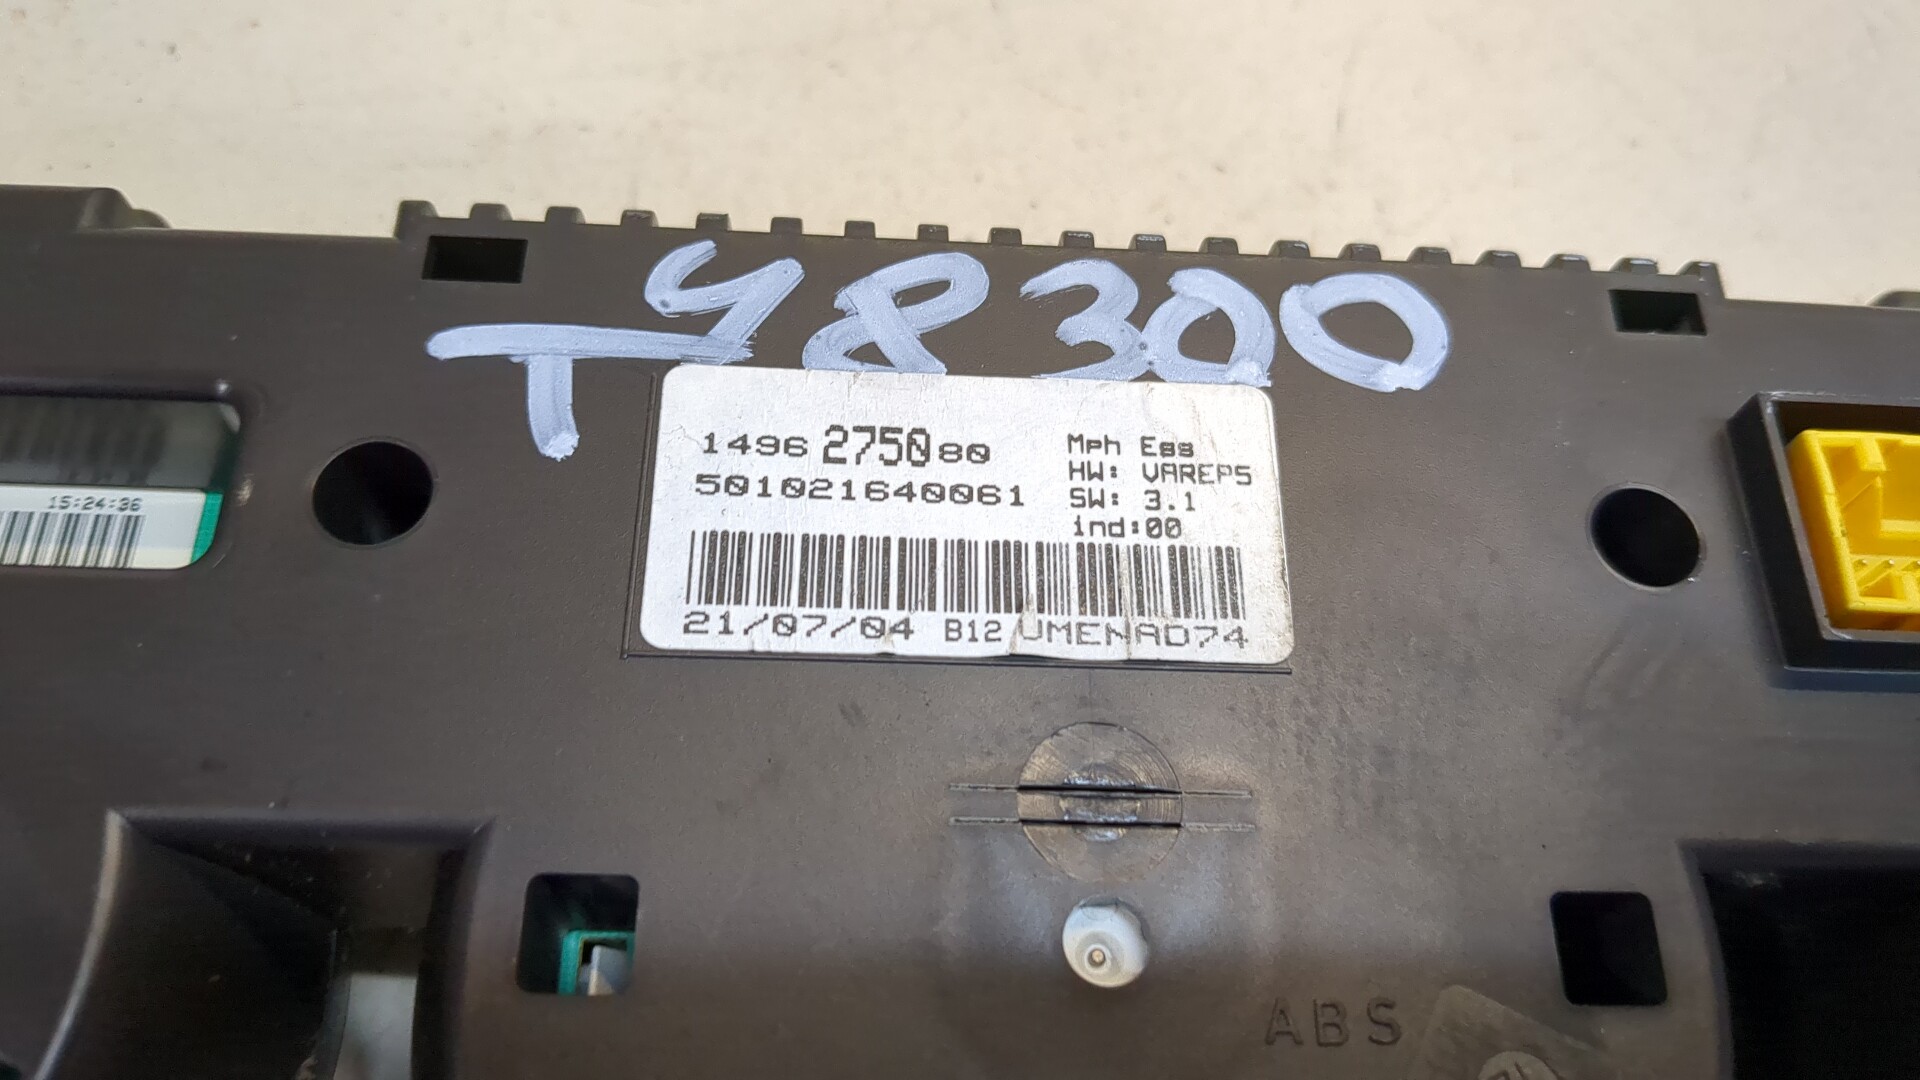 T98300
1496 2750 80
501021640061
Mph Ess
HW: VAREP5
SW: 3.1
ind:00
21/07/04 B12 UMENAD74
15:24:36
ABS